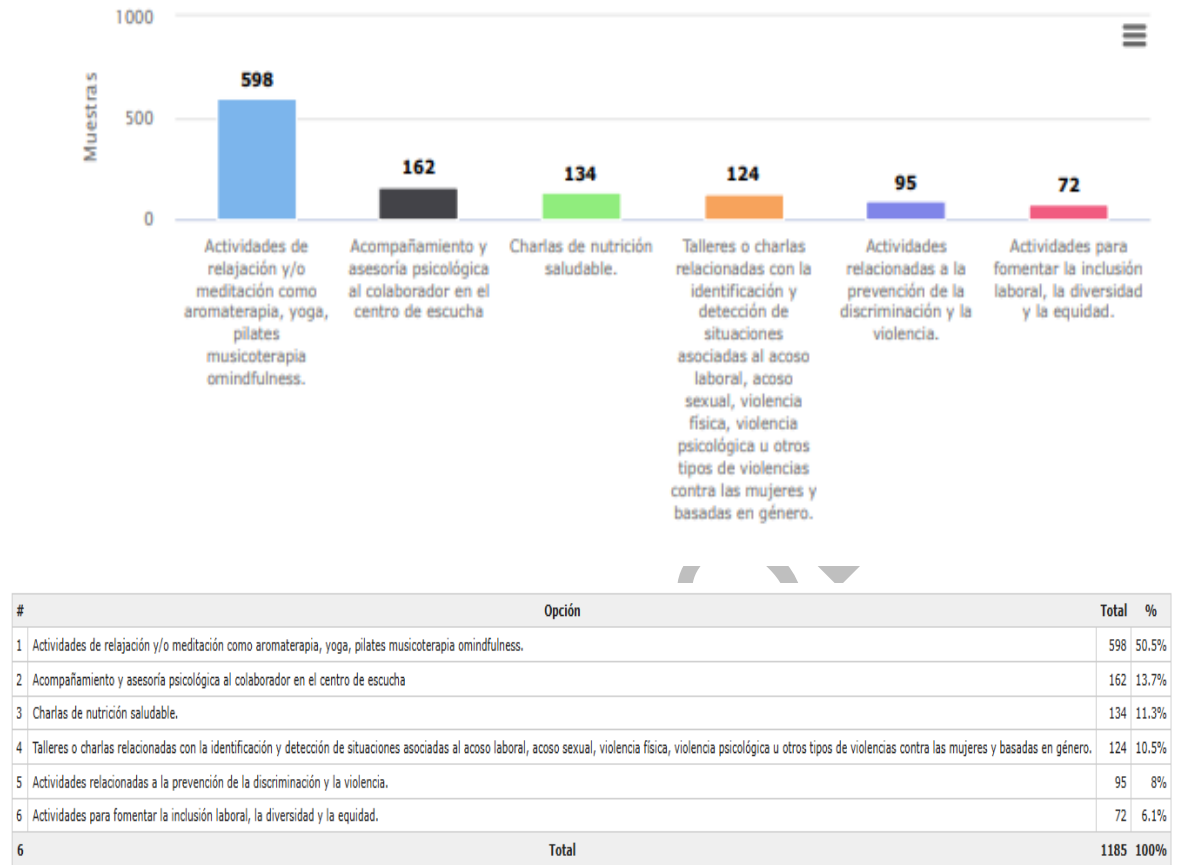 1000
500
0
Muestras
598
162
134
124
95
72
Actividades de
relajación y/o
meditación como
aromaterapia, yoga,
pilates
musicoterapia
omindfulness.
Acompañamiento y
asesoría psicológica
al colaborador en el
centro de escucha
Charlas de nutrición
saludable.
Talleres o charlas
relacionadas con la
identificación y
detección de
situaciones
asociadas al acoso
laboral, acoso
sexual, violencia
física, violencia
psicológica u otros
tipos de violencias
contra las mujeres y
basadas en género.
Actividades
relacionadas a la
prevención de la
discriminación y la
violencia.
Actividades para
fomentar la inclusión
laboral, la diversidad
y la equidad.
# Opción Total %
1 Actividades de relajación y/o meditación como aromaterapia, yoga, pilates musicoterapia omindfulness. 598 50.5%
2 Acompañamiento y asesoría psicológica al colaborador en el centro de escucha 162 13.7%
3 Charlas de nutrición saludable. 134 11.3%
4 Talleres o charlas relacionadas con la identificación y detección de situaciones asociadas al acoso laboral, acoso sexual, violencia física, violencia psicológica u otros tipos de violencias contra las mujeres y basadas en género. 124 10.5%
5 Actividades relacionadas a la prevención de la discriminación y la violencia. 95 8%
6 Actividades para fomentar la inclusión laboral, la diversidad y la equidad. 72 6.1%
6 Total 1185 100%